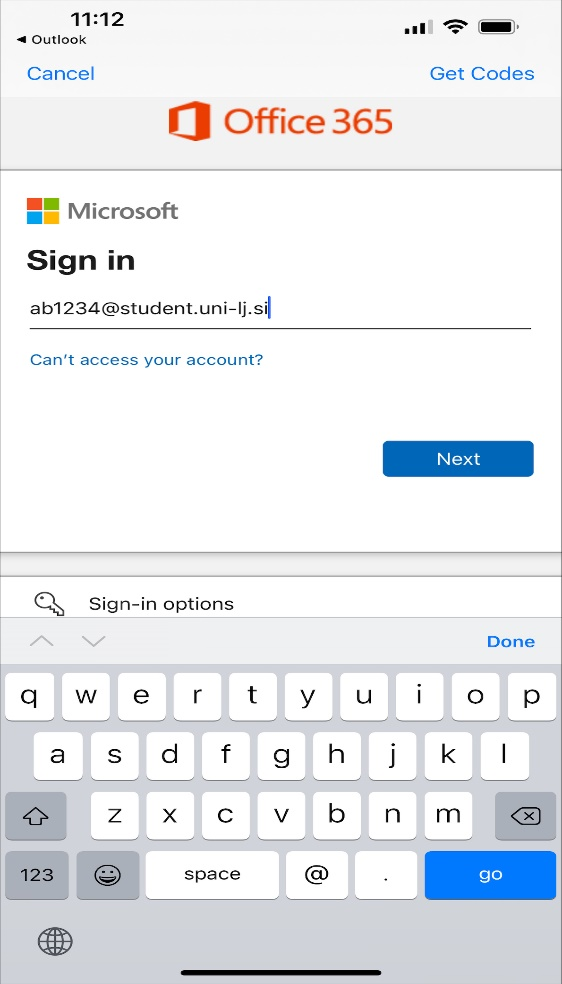 11:12
◀ Outlook
Cancel Get Codes
Office 365
Microsoft
Sign in
ab1234@student.uni-lj.si
Can't access your account?
Next
Sign-in options
Done
q w e r t y u i o p
a s d f g h j k l
z x c v b n m
123 space @ . go